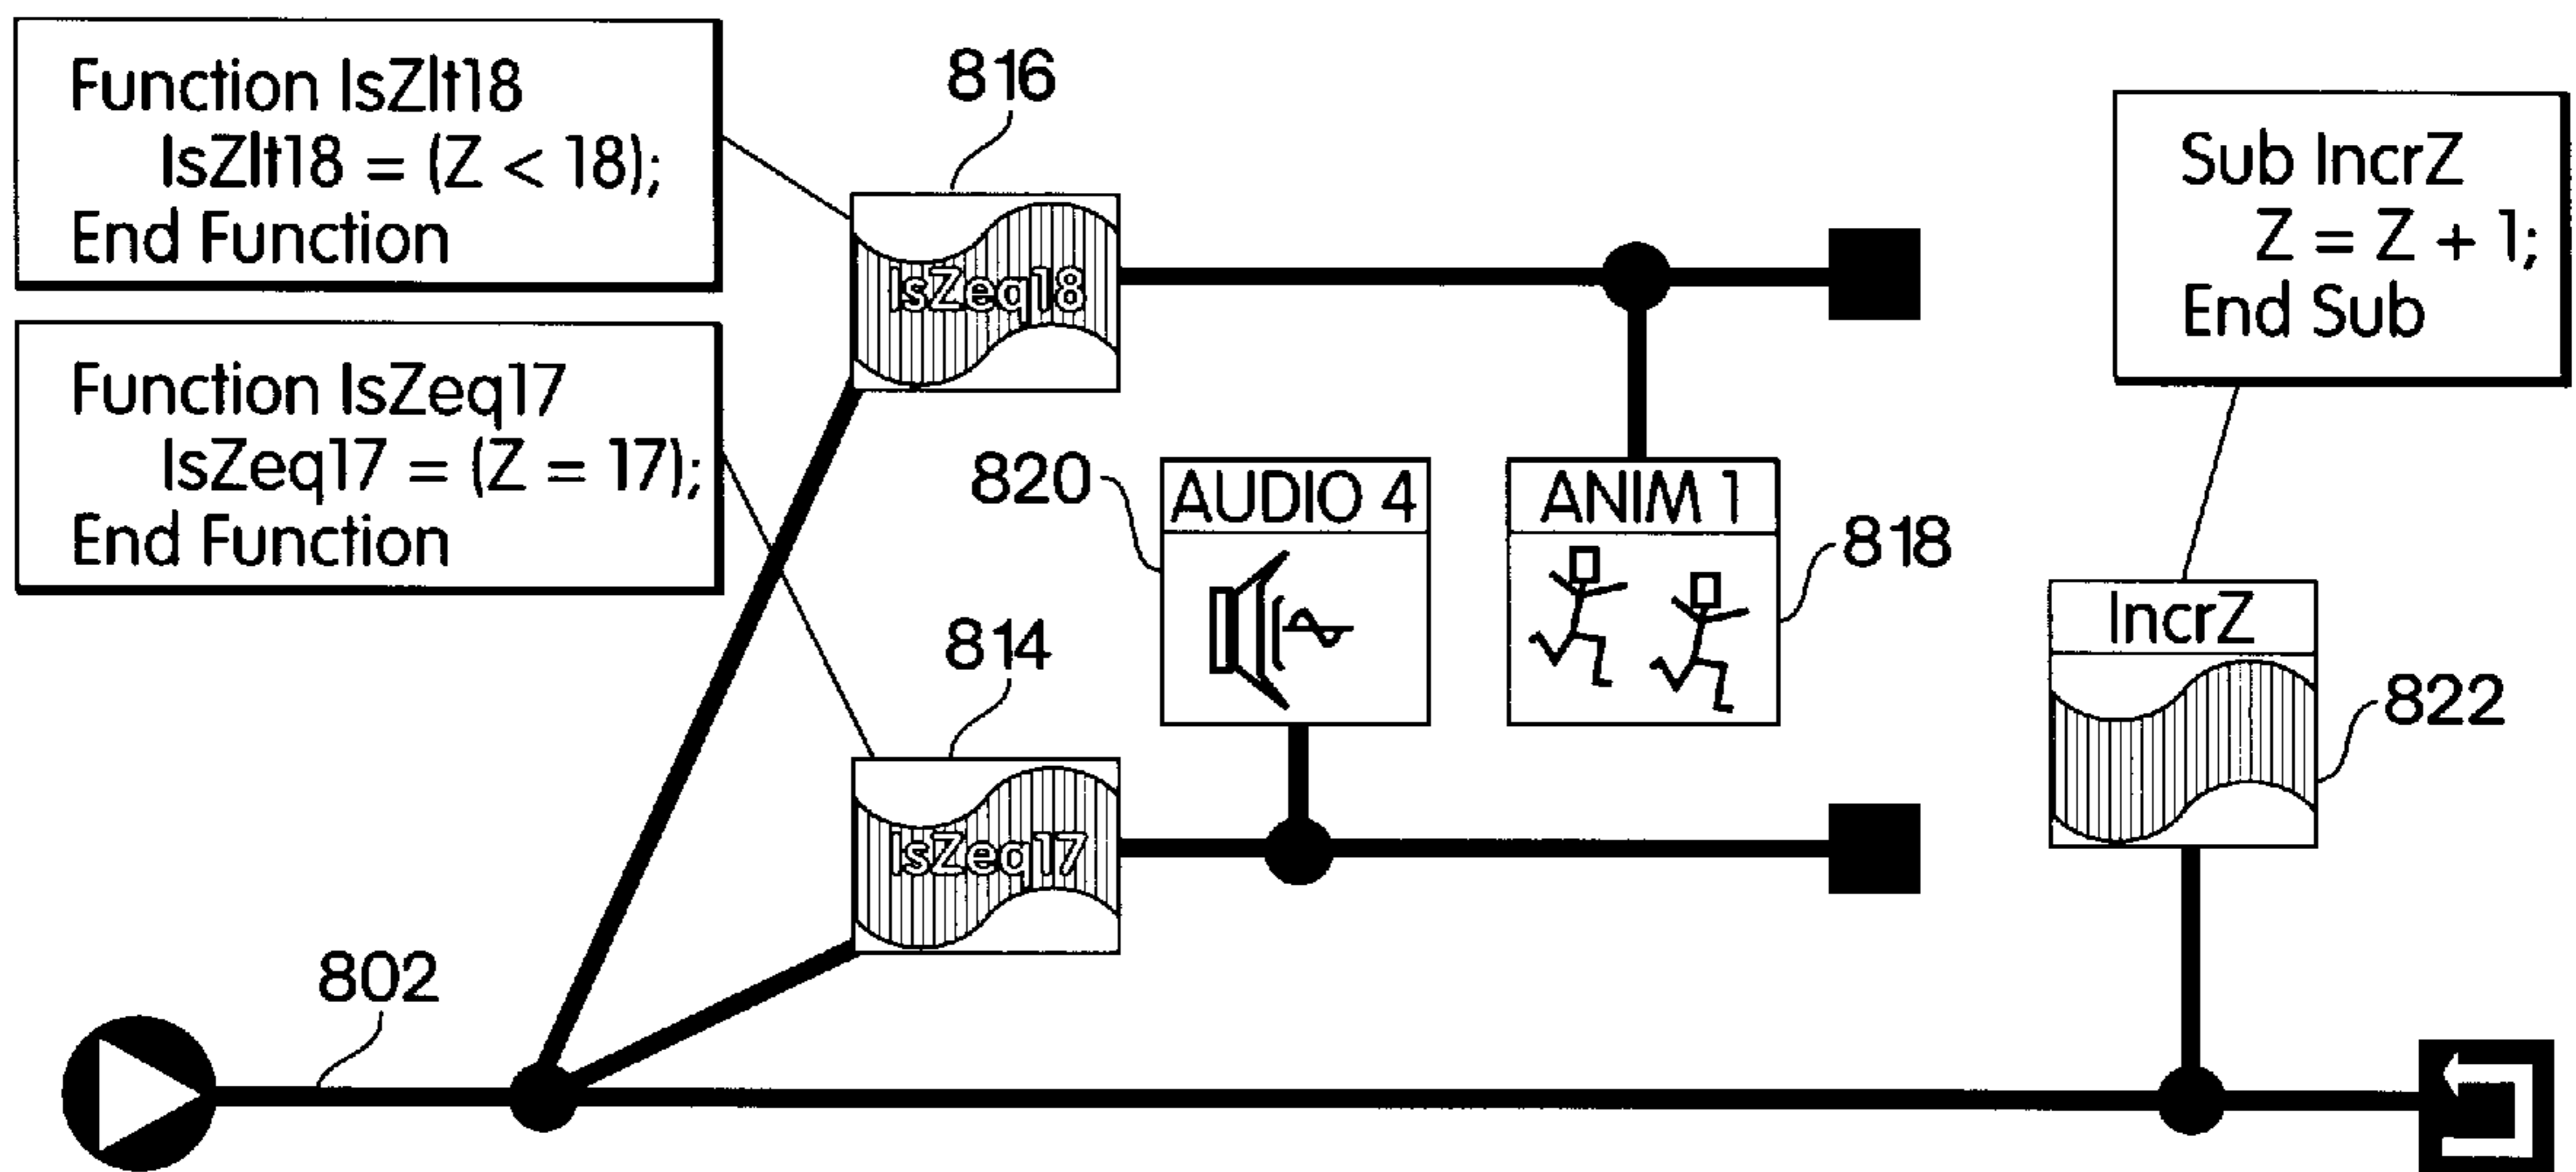 Function IsZlt18
IsZlt18 = (Z < 18);
End Function
816
IsZeq18
Sub IncrZ
Z = Z + 1;
End Sub
Function IsZeq17
IsZeq17 = (Z = 17);
End Function
820
AUDIO 4
ANIM 1
818
814
IsZeq17
IncrZ
822
802